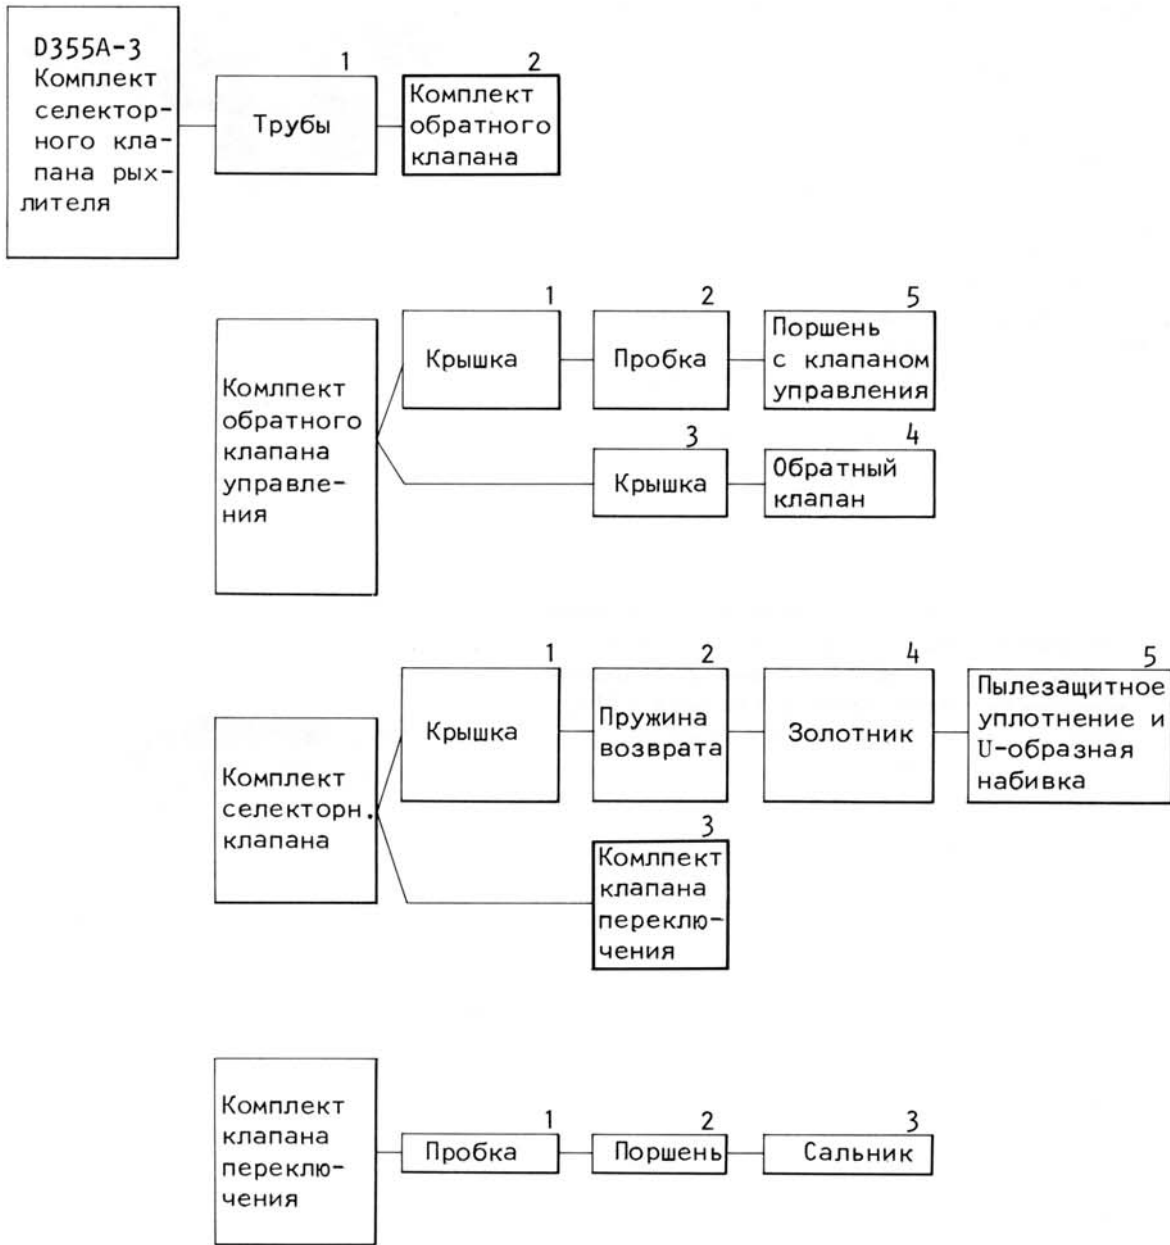 D355A-3
Комплект
селектор-
ного кла-
пана рых-
лителя
1
Трубы
2
Комплект
обратного
клапана
Комлпект
обратного
клапана
управле-
ния
1
Крышка
2
Пробка
5
Поршень
с клапаном
управления
3
Крышка
4
Обратный
клапан
Комплект
селекторн.
клапана
1
Крышка
2
Пружина
возврата
4
Золотник
5
Пылезащитное
уплотнение и
U-образная
набивка
3
Комлпект
клапана
переклю-
чения
Комплект
клапана
переклю-
чения
1
Пробка
2
Поршень
3
Сальник